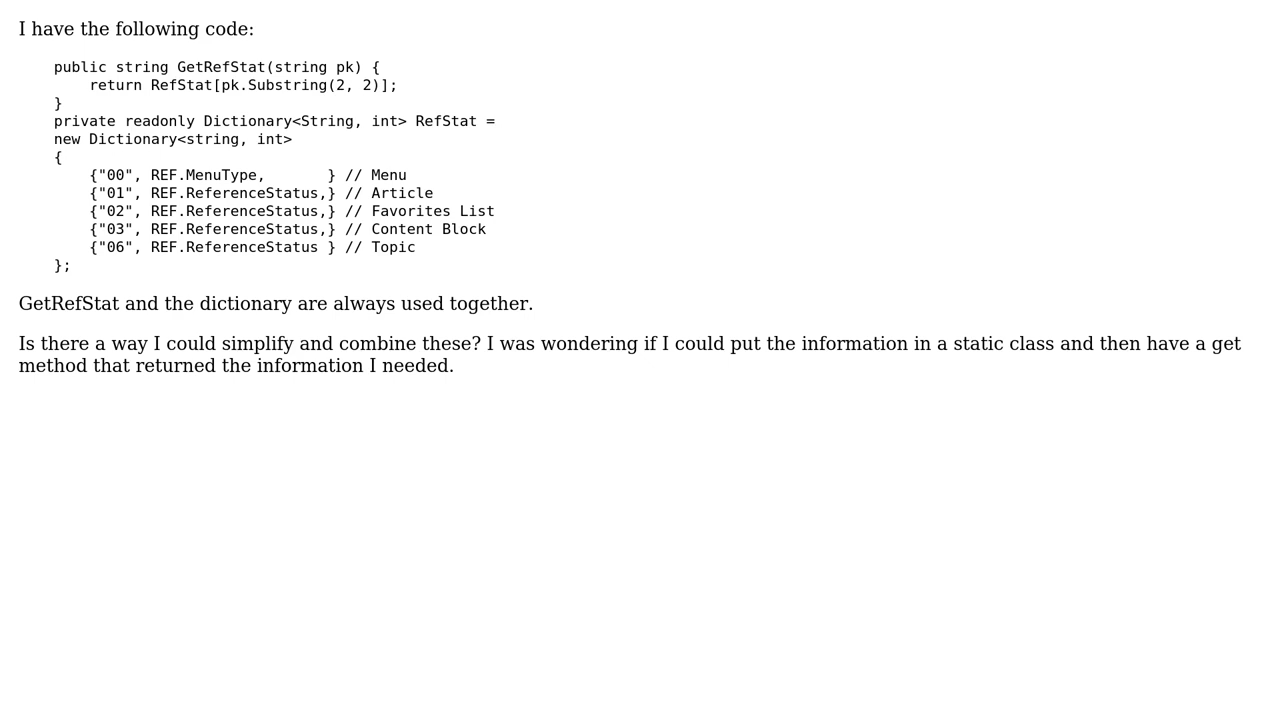 I have the following code:
public string GetRefStat(string pk) {
    return RefStat[pk.Substring(2, 2)];
}
private readonly Dictionary<String, int> RefStat =
new Dictionary<string, int>
{
    {"00", REF.MenuType,       } // Menu
    {"01", REF.ReferenceStatus,} // Article
    {"02", REF.ReferenceStatus,} // Favorites List
    {"03", REF.ReferenceStatus,} // Content Block
    {"06", REF.ReferenceStatus } // Topic
};
GetRefStat and the dictionary are always used together.
Is there a way I could simplify and combine these? I was wondering if I could put the information in a static class and then have a get
method that returned the information I needed.